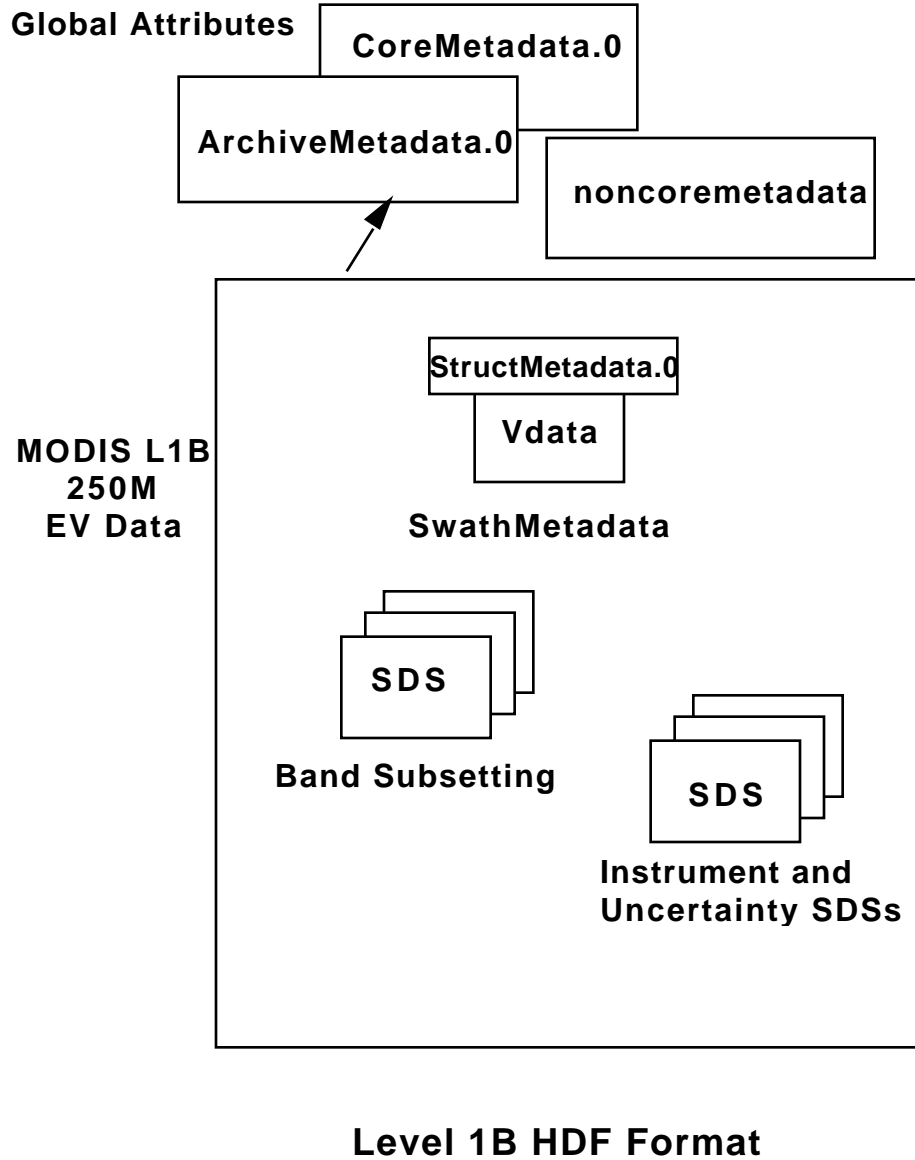 Global Attributes
CoreMetadata.0
ArchiveMetadata.0
noncoremetadata
StructMetadata.0
Vdata
MODIS L1B
250M
EV Data
SwathMetadata
SDS
Band Subsetting
SDS
Instrument and
Uncertainty SDSs
Level 1B HDF Format